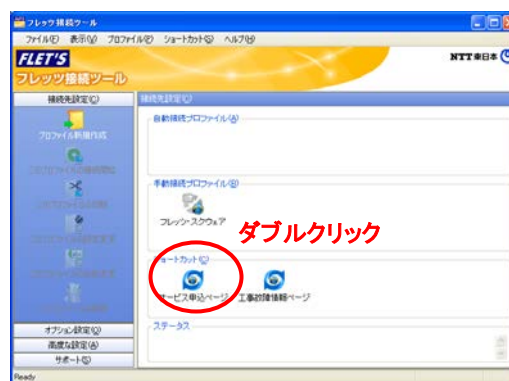 フレッツ接続ツール
ファイル(F) 表示(V) プロファイル(E) ショートカット(G) ヘルプ(H)
FLET'S
フレッツ接続ツール
NTT東日本
接続先設定(C)
接続先設定(C)
プロファイル新規作成
自動接続プロファイル(A)
手動接続プロファイル(B)
フレッツ・スクウェア
ダブルクリック
ショートカット(C)
サービス申込ページ
工事故障情報ページ
ステータス
オプション設定(O)
高度な設定(A)
サポート(S)
Ready